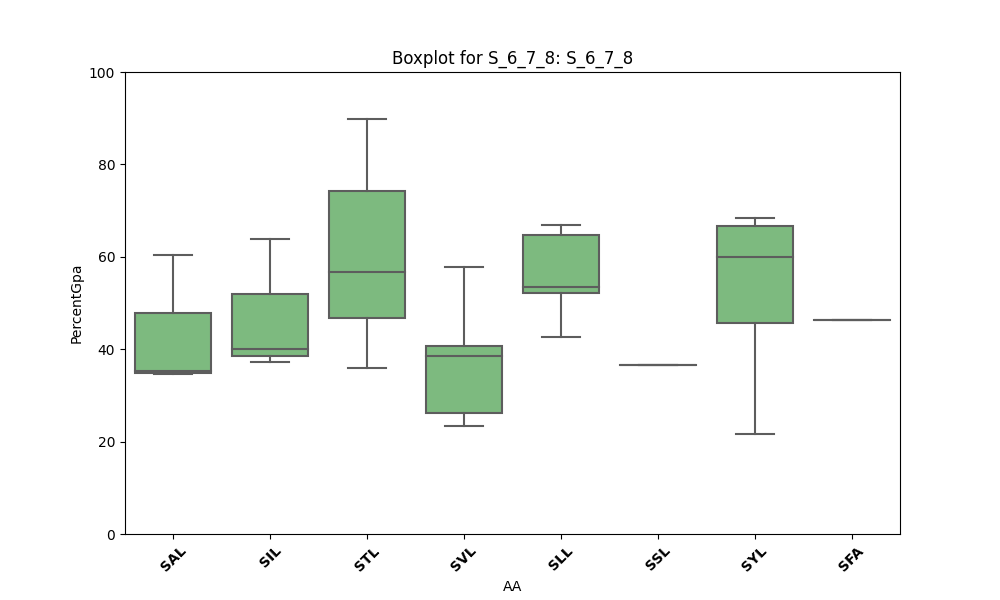 Boxplot for S_6_7_8: S_6_7_8
100
80
60
40
20
0
PercentGpa
SAL
SIL
STL
SVL
SLL
SSL
SYL
SFA
AA